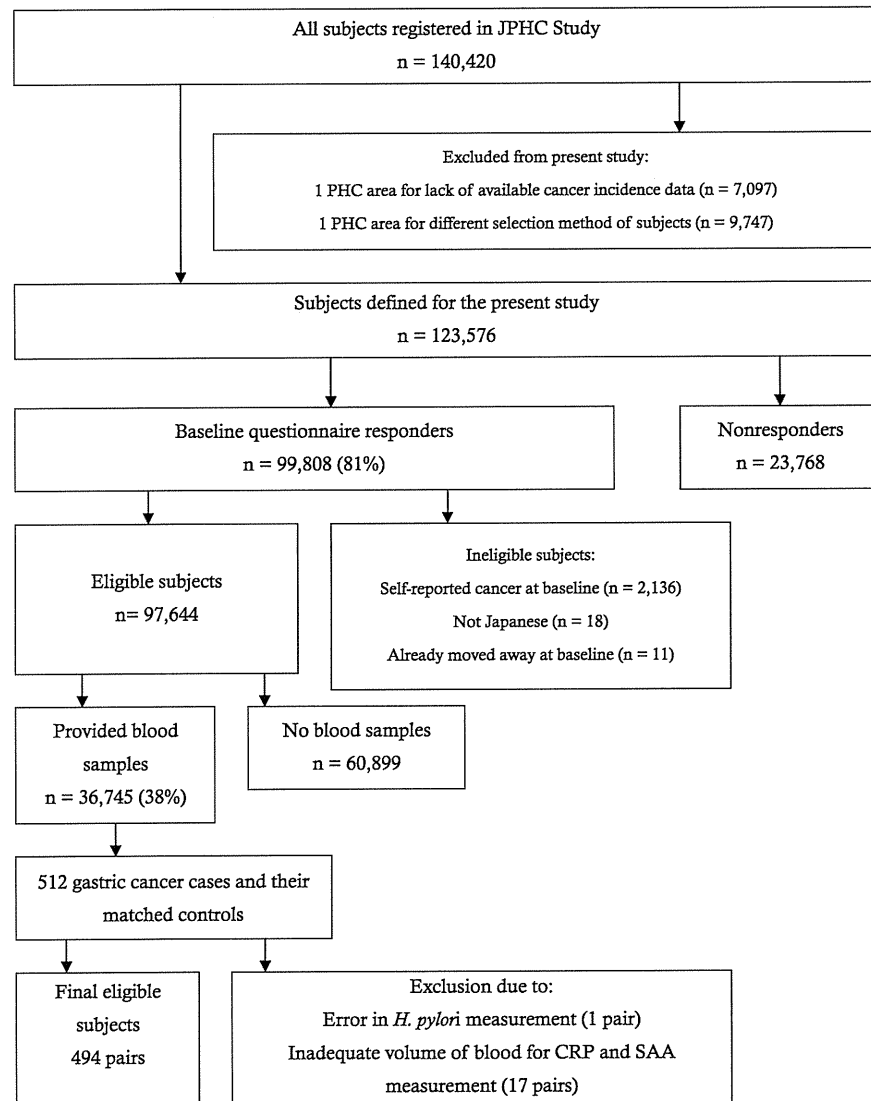 All subjects registered in JPHC Study
n = 140,420
Excluded from present study:
1 PHC area for lack of available cancer incidence data (n = 7,097)
1 PHC area for different selection method of subjects (n = 9,747)
Subjects defined for the present study
n = 123,576
Baseline questionnaire responders
n = 99,808 (81%)
Nonresponders
n = 23,768
Eligible subjects
n= 97,644
Ineligible subjects:
Self-reported cancer at baseline (n = 2,136)
Not Japanese (n = 18)
Already moved away at baseline (n = 11)
Provided blood
samples
n = 36,745 (38%)
No blood samples
n = 60,899
512 gastric cancer cases and their
matched controls
Final eligible
subjects
494 pairs
Exclusion due to:
Error in H. pylori measurement (1 pair)
Inadequate volume of blood for CRP and SAA
measurement (17 pairs)